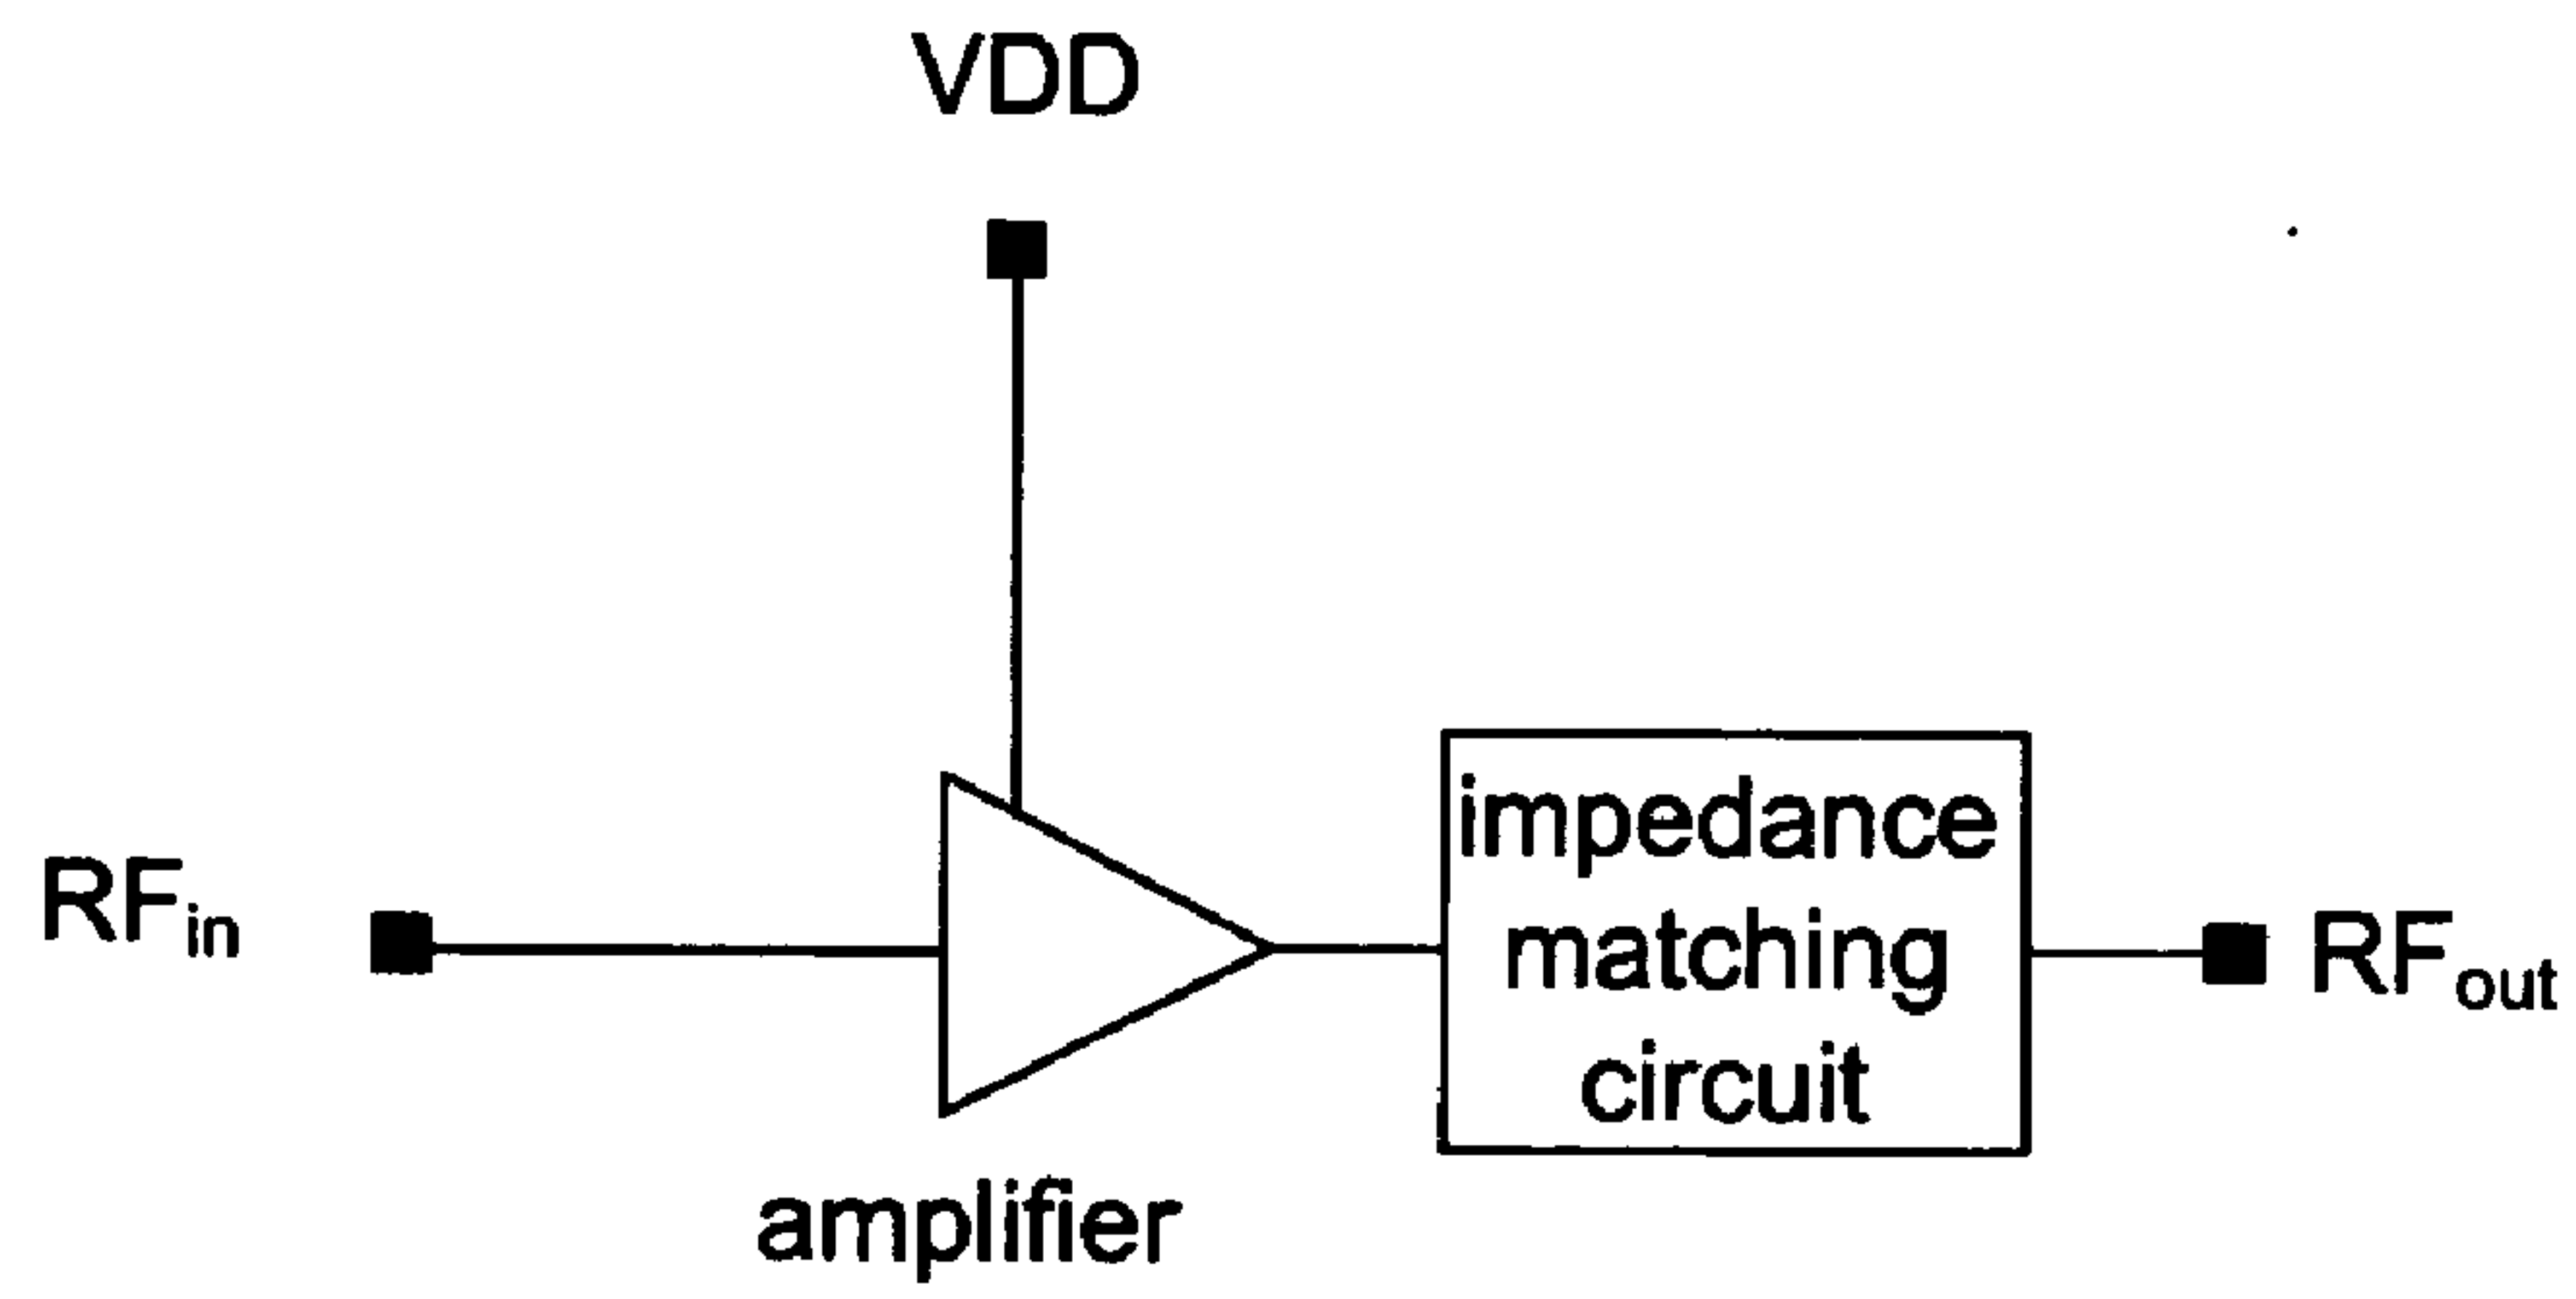 VDD
RFin
impedance
matching
circuit
RFout
amplifier